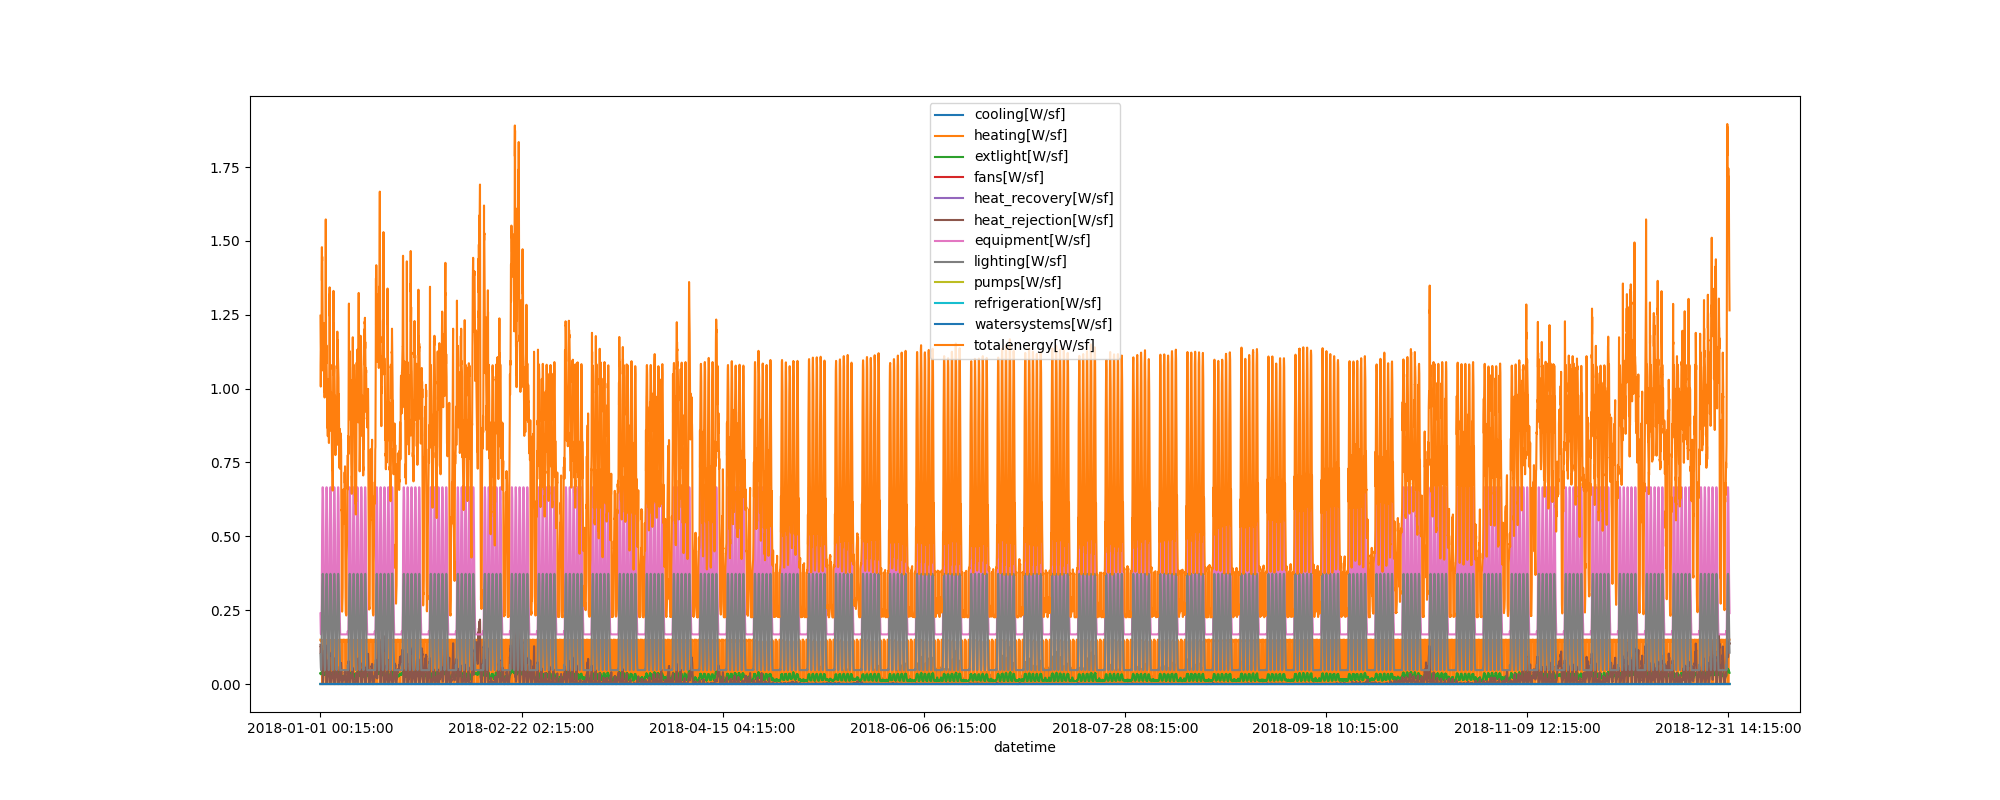 cooling[W/sf]
heating[W/sf]
extlight[W/sf]
fans[W/sf]
heat_recovery[W/sf]
heat_rejection[W/sf]
equipment[W/sf]
lighting[W/sf]
pumps[W/sf]
refrigeration[W/sf]
watersystems[W/sf]
totalenergy[W/sf]
1.75
1.50
1.25
1.00
0.75
0.50
0.25
0.00
2018-01-01 00:15:00 2018-02-22 02:15:00 2018-04-15 04:15:00 2018-06-06 06:15:00 2018-07-28 08:15:00 2018-09-18 10:15:00 2018-11-09 12:15:00 2018-12-31 14:15:00
datetime